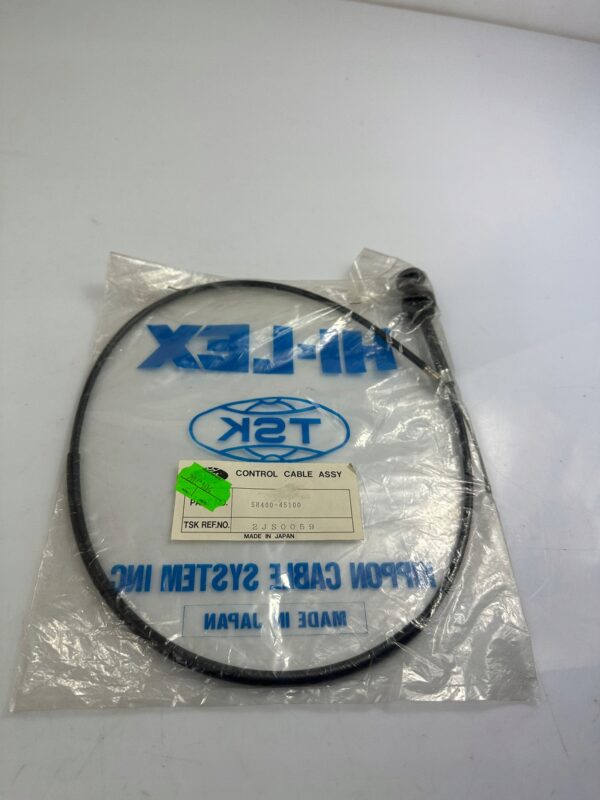 HI-LEX
TSK
CONTROL CABLE ASSY
58400-45100
TSK REF.NO. 2JS0059
MADE IN JAPAN
NIPPON CABLE SYSTEM INC.
MADE IN JAPAN